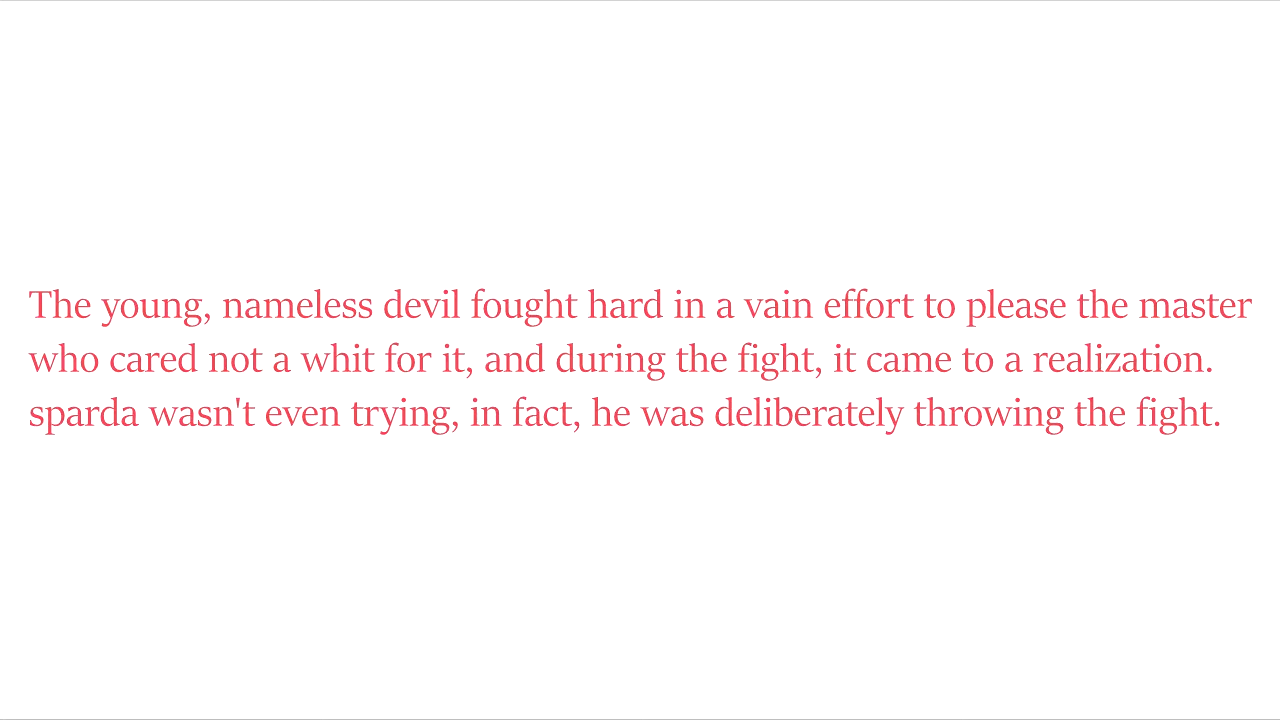 The young, nameless devil fought hard in a vain effort to please the master
who cared not a whit for it, and during the fight, it came to a realization.
sparda wasn't even trying, in fact, he was deliberately throwing the fight.